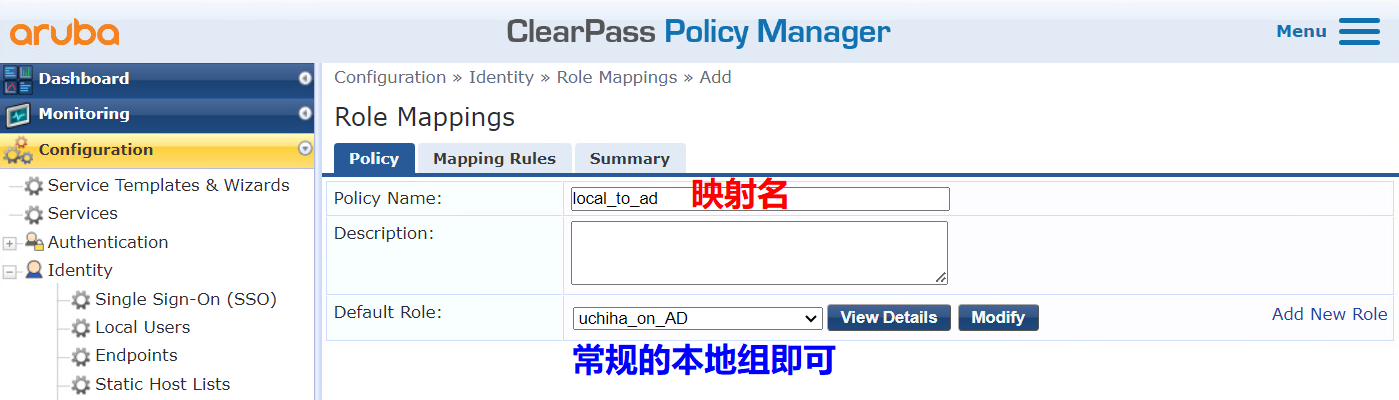 aruba
ClearPass Policy Manager
Menu
Dashboard
Monitoring
Configuration
Service Templates & Wizards
Services
Authentication
Identity
Single Sign-On (SSO)
Local Users
Endpoints
Static Host Lists
Configuration » Identity » Role Mappings » Add
Role Mappings
Policy Mapping Rules Summary
Policy Name: local_to_ad 映射名
Description:
Default Role: uchiha_on_AD View Details Modify Add New Role
常规的本地组即可